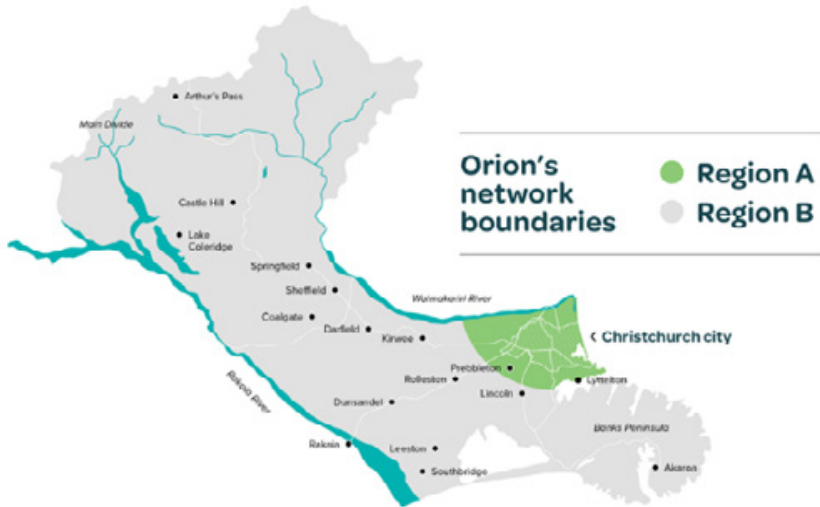 Arthur's Pass
Main Divide
Orion's
network
boundaries
Region A
Region B
Castle Hill
Lake
Coleridge
Springfield
Sheffield
Waimakariri River
Coalgate
Darfield
Kirwee
Christchurch city
Prebbleton
Rolleston
Lyttelton
Lincoln
Dunsandel
Rakaia River
Banks Peninsula
Rakaia
Leeston
Southbridge
Akaroa